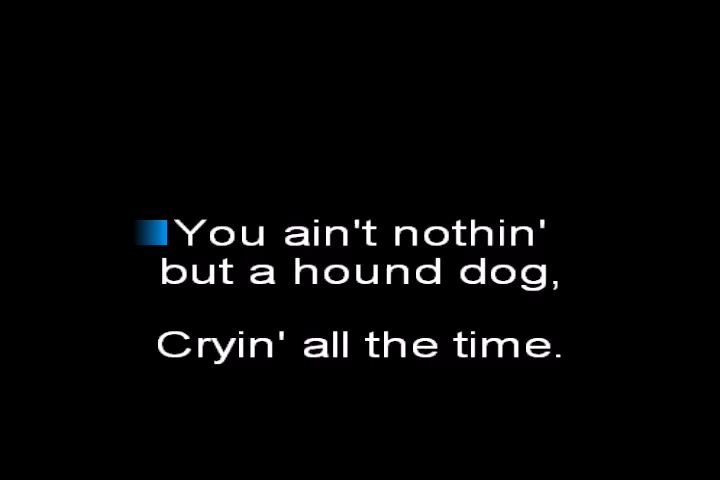 You ain't nothin'
but a hound dog,
Cryin' all the time.